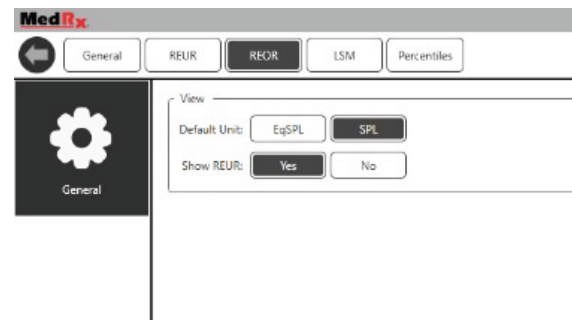 MedRx
General REUR REOR LSM Percentiles
View
Default Unit: EqSPL SPL
Show REUR: Yes No
General